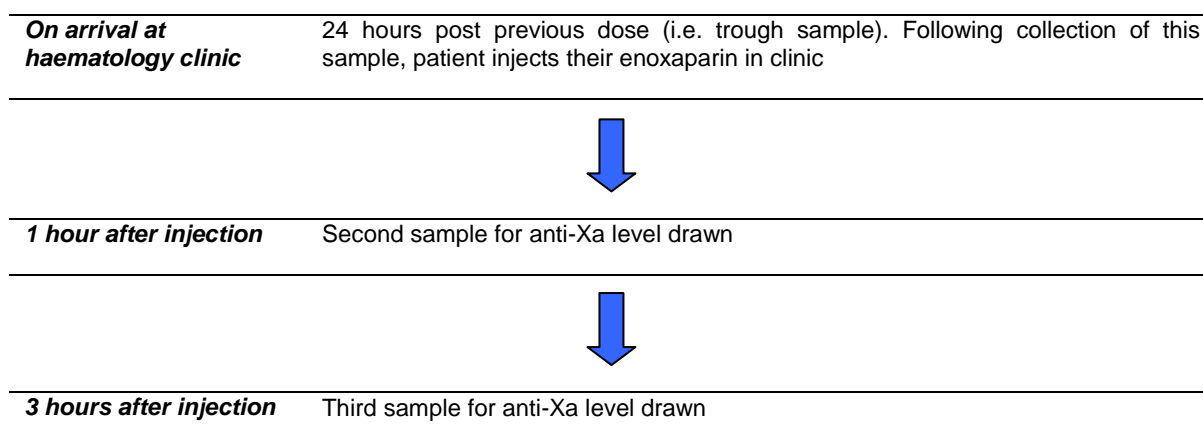 On arrival at haematology clinic
24 hours post previous dose (i.e. trough sample). Following collection of this
sample, patient injects their enoxaparin in clinic
1 hour after injection
Second sample for anti-Xa level drawn
3 hours after injection
Third sample for anti-Xa level drawn